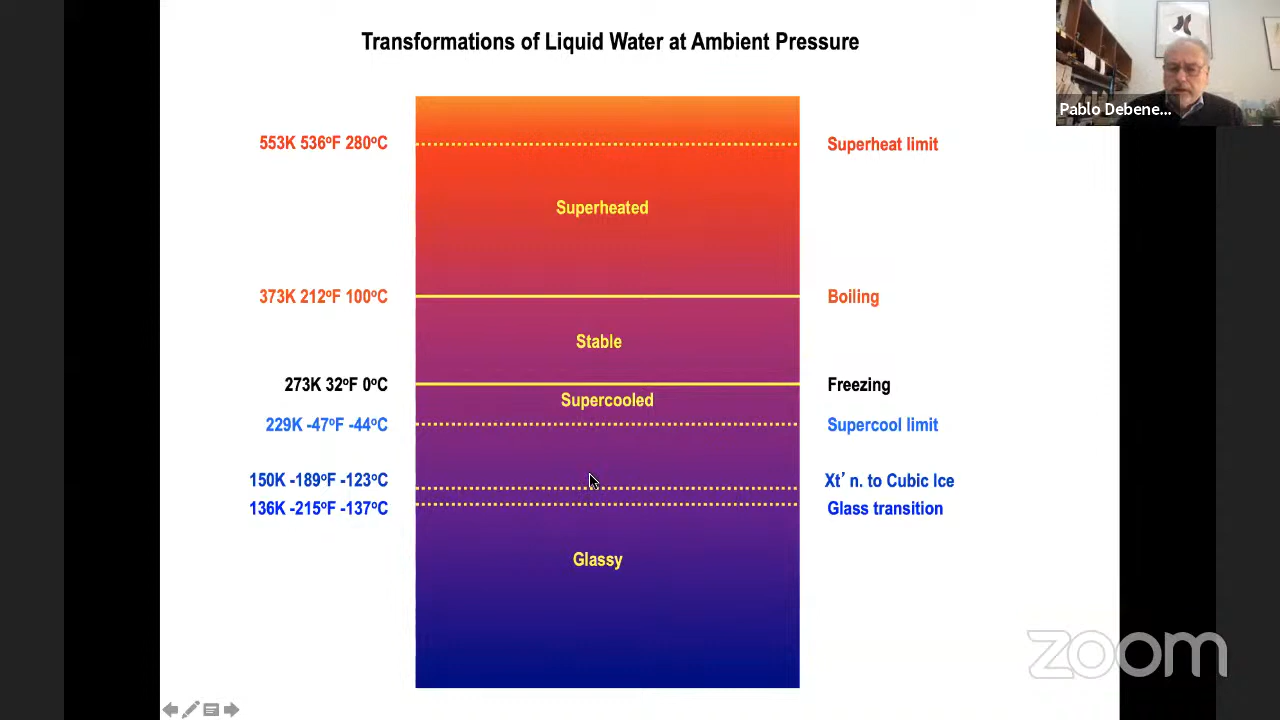 Transformations of Liquid Water at Ambient Pressure
Pablo Debene...
553K 536ºF 280ºC
Superheat limit
Superheated
373K 212ºF 100ºC
Boiling
Stable
273K 32ºF 0ºC
Freezing
Supercooled
229K -47ºF -44ºC
Supercool limit
150K -189ºF -123ºC
Xt’ n. to Cubic Ice
136K -215ºF -137ºC
Glass transition
Glassy
zoom